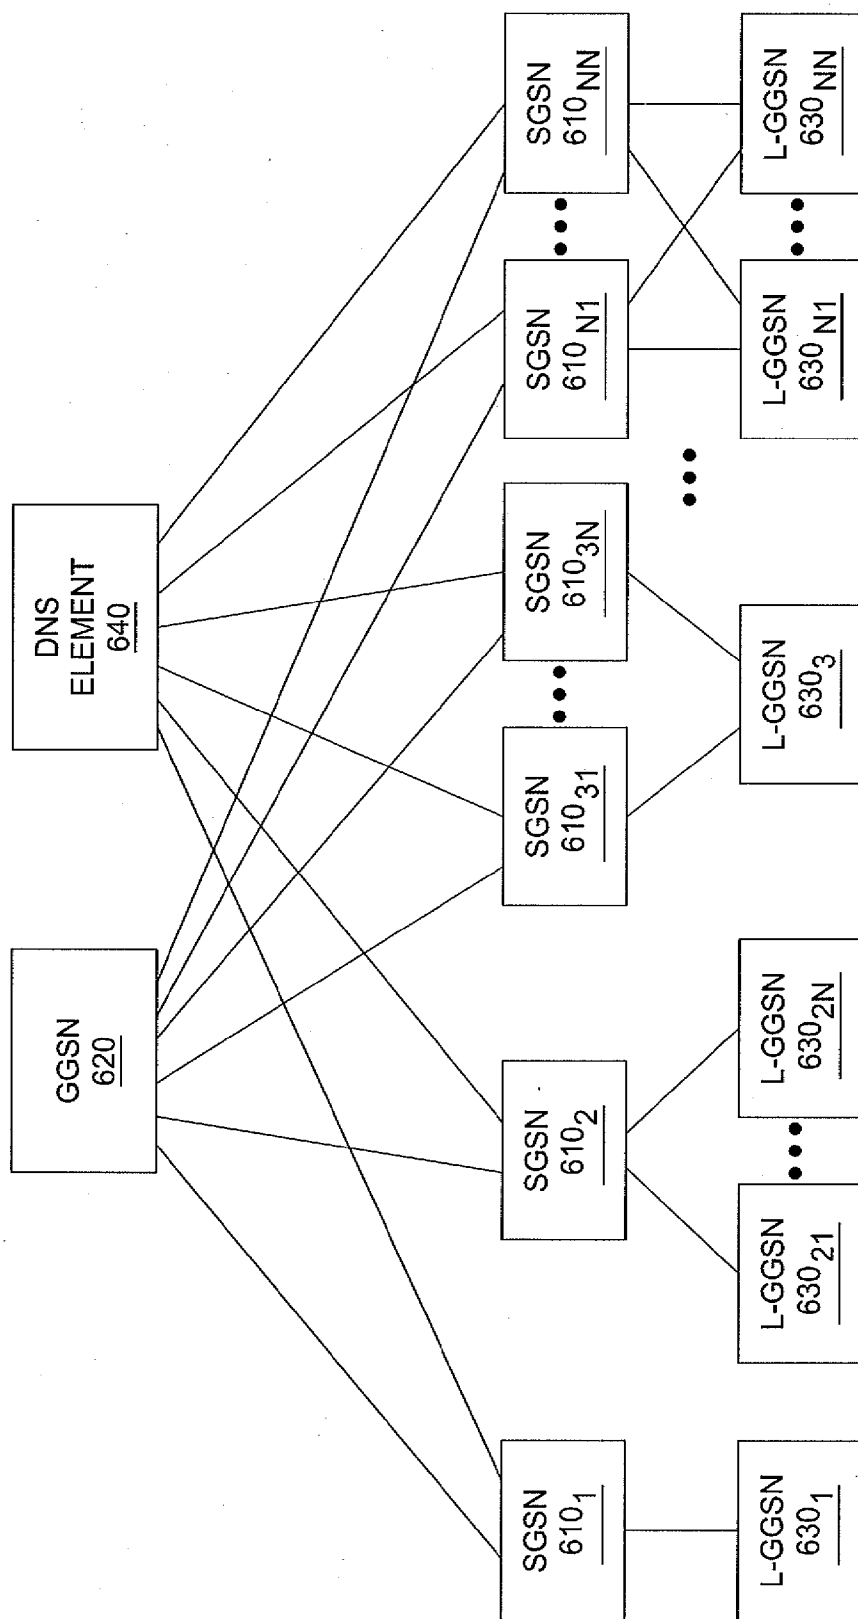 GGSN
620
DNS
ELEMENT
640
SGSN
610₁
SGSN
610₂
SGSN
610₃₁
SGSN
610₃N
SGSN
610N1
SGSN
610NN
L-GGSN
630₁
L-GGSN
630₂₁
L-GGSN
630₂N
L-GGSN
630₃
L-GGSN
630N1
L-GGSN
630NN